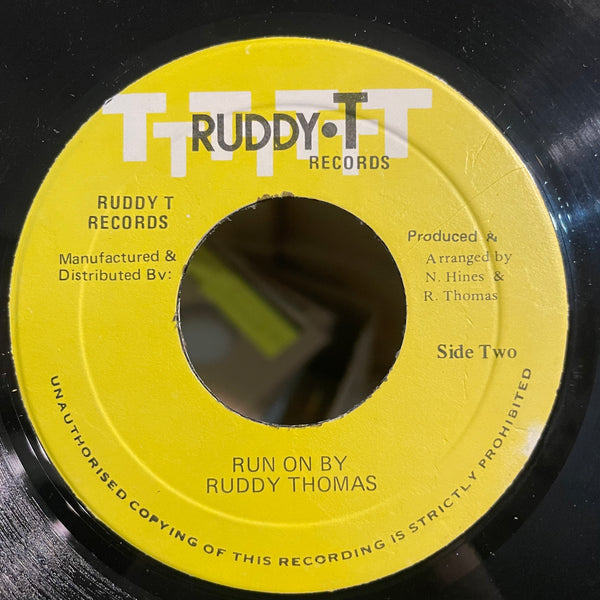 T T T T T T
RUDDY•T
RECORDS
RUDDY T
RECORDS
Manufactured &
Distributed By:
Produced &
Arranged by
N. Hines &
R. Thomas
Side Two
RUN ON BY
RUDDY THOMAS
UNAUTHORISED COPYING OF THIS RECORDING IS STRICTLY PROHIBITED